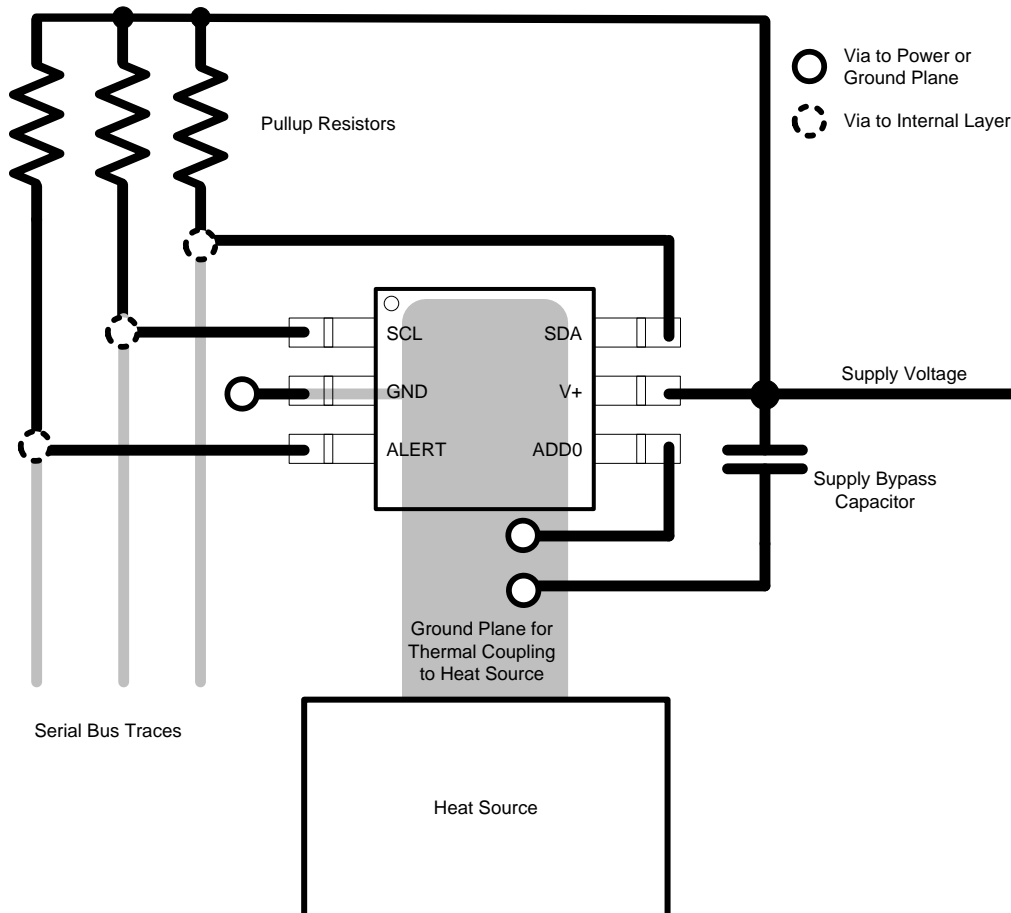 Via to Power or
Ground Plane
Via to Internal Layer
Pullup Resistors
SCL
SDA
GND
V+
ALERT
ADD0
Supply Voltage
Supply Bypass
Capacitor
Ground Plane for
Thermal Coupling
to Heat Source
Serial Bus Traces
Heat Source